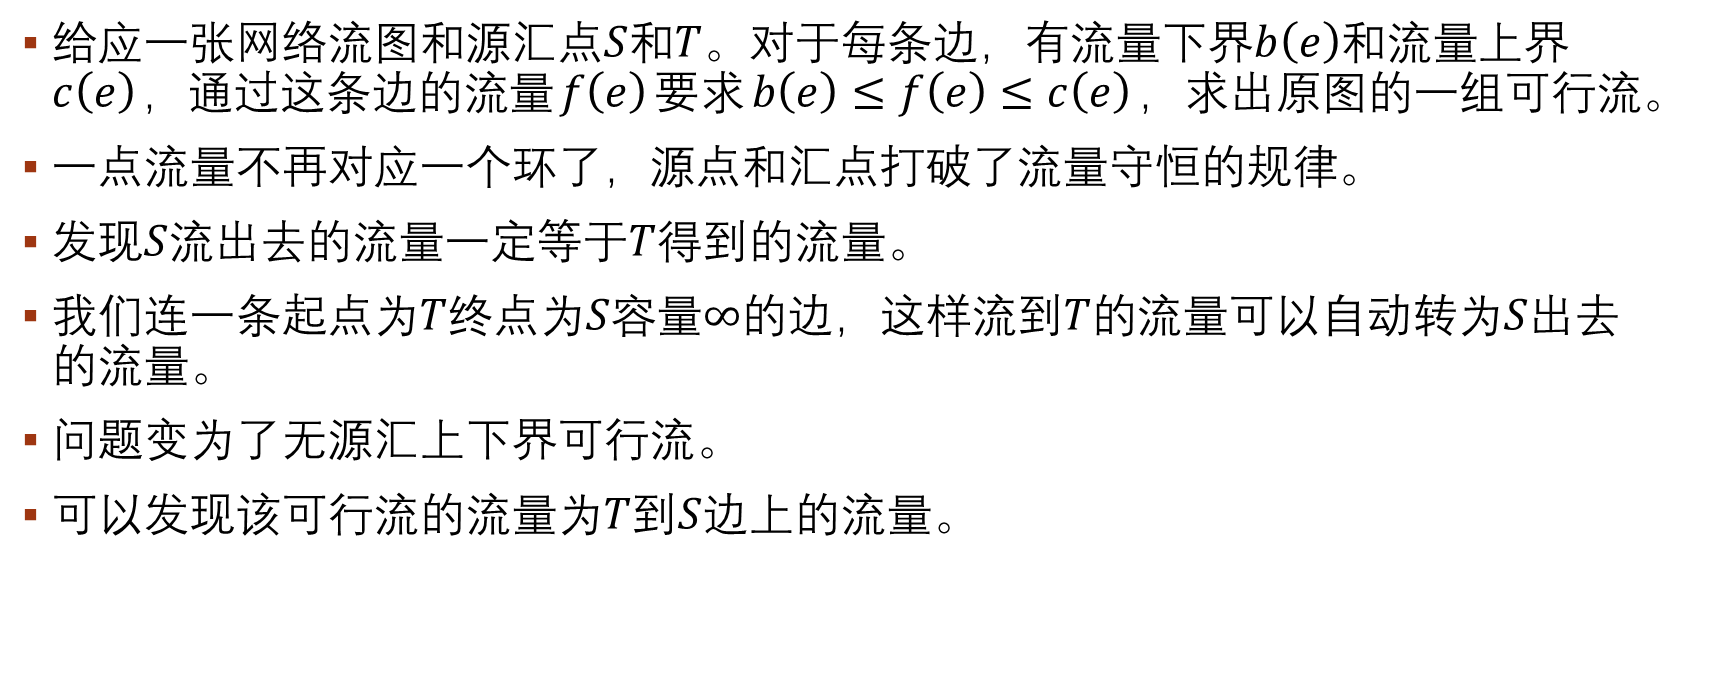 ▪ 给应一张网络流图和源汇点S和T。对于每条边，有流量下界b(e)和流量上界
c(e)，通过这条边的流量f(e)要求b(e) ≤ f(e) ≤ c(e)，求出原图的一组可行流。
▪ 一点流量不再对应一个环了，源点和汇点打破了流量守恒的规律。
▪ 发现S流出去的流量一定等于T得到的流量。
▪ 我们连一条起点为T终点为S容量∞的边，这样流到T的流量可以自动转为S出去
的流量。
▪ 问题变为了无源汇上下界可行流。
▪ 可以发现该可行流的流量为T到S边上的流量。